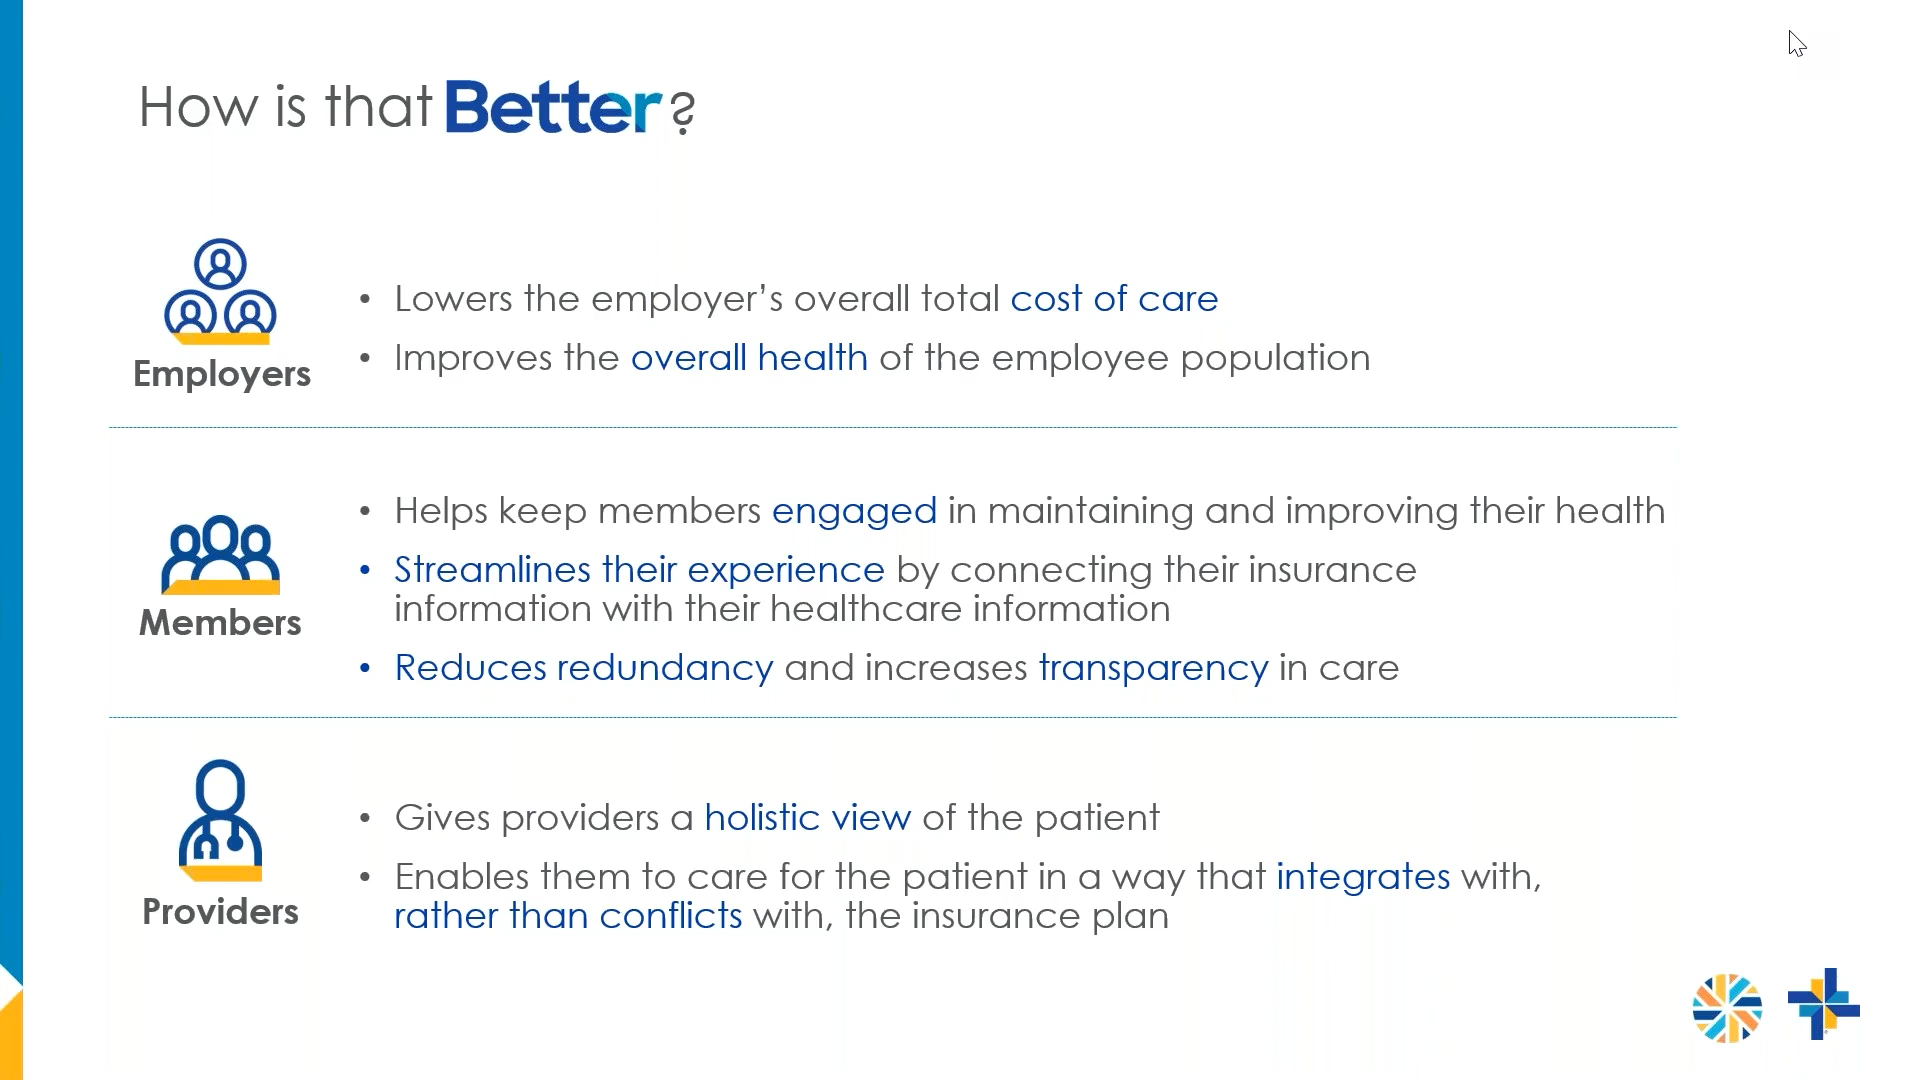 How is that Better?
Employers
• Lowers the employer’s overall total cost of care
• Improves the overall health of the employee population
Members
• Helps keep members engaged in maintaining and improving their health
• Streamlines their experience by connecting their insurance
information with their healthcare information
• Reduces redundancy and increases transparency in care
Providers
• Gives providers a holistic view of the patient
• Enables them to care for the patient in a way that integrates with,
rather than conflicts with, the insurance plan